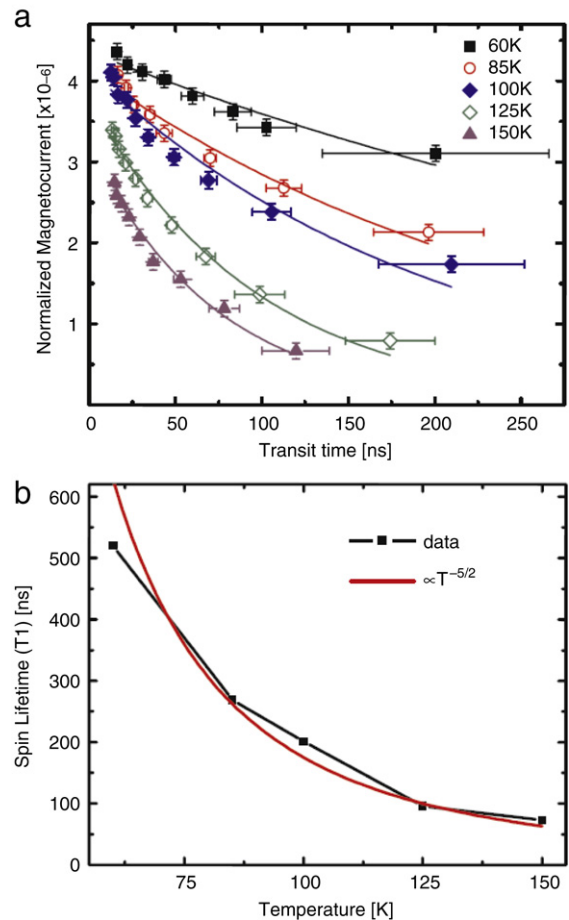 a
Normalized Magnetocurrent [x10–6]
4
3
2
1
0 50 100 150 200 250
Transit time [ns]
60K
85K
100K
125K
150K
b
Spin Lifetime (T1) [ns]
600
500
400
300
200
100
0
75 100 125 150
Temperature [K]
data
∝T−5/2